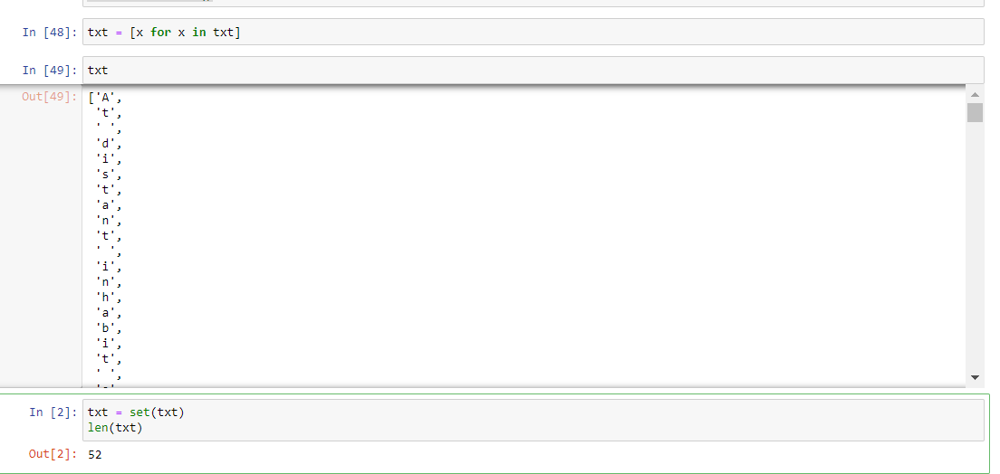 In [48]: txt = [x for x in txt]
In [49]: txt
Out[49]: ['A',
't',
' ',
'd',
'i',
's',
't',
'a',
'n',
't',
' ',
'i',
'n',
'h',
'a',
'b',
'i',
't',
' ',
In [2]: txt = set(txt)
len(txt)
Out[2]: 52